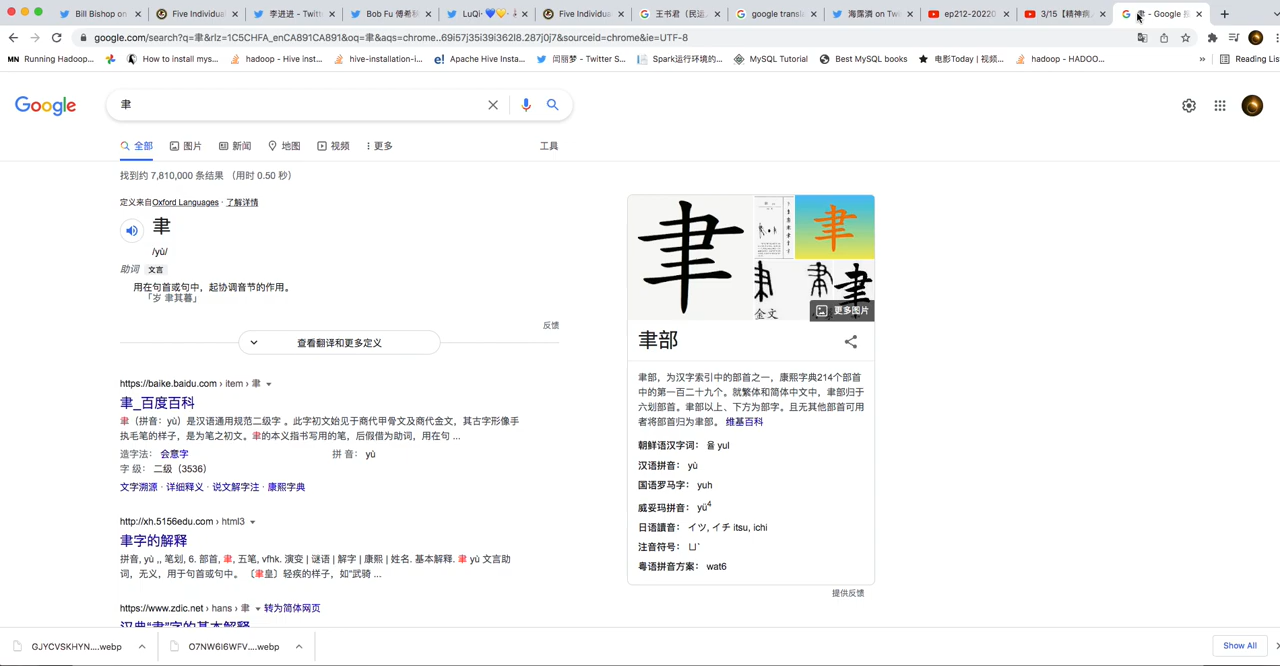 Bill Bishop on
Five Individua
李进进 - Twitt
Bob Fu 傅希秋
LuQi-
Five Individua
王书君（民运
google transl
海霞清 on Tw
ep212-20220
3/15【精神病
聿 - Google
google.com/search?q=聿&rlz=1C5CHFA_enCA891CA891&oq=聿&aqs=chrome..69i57j35i39i362l8.287j0j7&sourceid=chrome&ie=UTF-8
Running Hadoop...
How to install mys...
hadoop - Hive inst...
hive-installation-i...
Apache Hive Insta...
闫丽梦 - Twitter S...
Spark运行环境的...
MySQL Tutorial
Best MySQL books
电影Today | 视频...
hadoop - HADOO...
» Reading Lis
Google
聿
全部 图片 新闻 地图 视频 更多 工具
找到约 7,810,000 条结果 （用时 0.50 秒）
定义来自Oxford Languages · 了解详情
聿
/yù/
助词 文言
用在句首或句中，起协调音节的作用。
「岁 聿其暮」
反馈
查看翻译和更多定义
https://baike.baidu.com › item › 聿
聿_百度百科
聿（拼音：yù）是汉语通用规范二级字 。此字初文始见于商代甲骨文及商代金文，其古字形像手
执毛笔的样子，是为笔之初文。聿的本义指书写用的笔，后假借为助词，用在句 ...
造字法： 会意字 拼 音： yù
字 级： 二级（3536）
文字溯源 · 详细释义 · 说文解字注 · 康熙字典
http://xh.5156edu.com › html3
聿字的解释
拼音, yù ,, 笔划, 6. 部首, 聿, 五笔, vfhk. 演变 | 谜语 | 解字 | 康熙 | 姓名. 基本解释. 聿 yù 文言助
词，无义，用于句首或句中。 〔聿皇〕轻疾的样子，如“武骑 ...
https://www.zdic.net › hans › 聿 转为简体网页
汉典“聿”字的基本解释
聿
聿
金文
更多图片
聿部
聿部，为汉字索引中的部首之一，康熙字典214个部首
中的第一百二十九个。就繁体和简体中文中，聿部归于
六划部首。聿部以上、下方为部字。且无其他部首可用
者将部首归为聿部。 维基百科
朝鲜语汉字词： 율 yul
汉语拼音： yù
国语罗马字： yuh
威妥玛拼音： yü⁴
日语讀音： イツ, イチ itsu, ichi
注音符号： ㄩˋ
粤语拼音方案： wat6
提供反馈
GJYCVSKHYN....webp
O7NW6I6WFV....webp
Show All